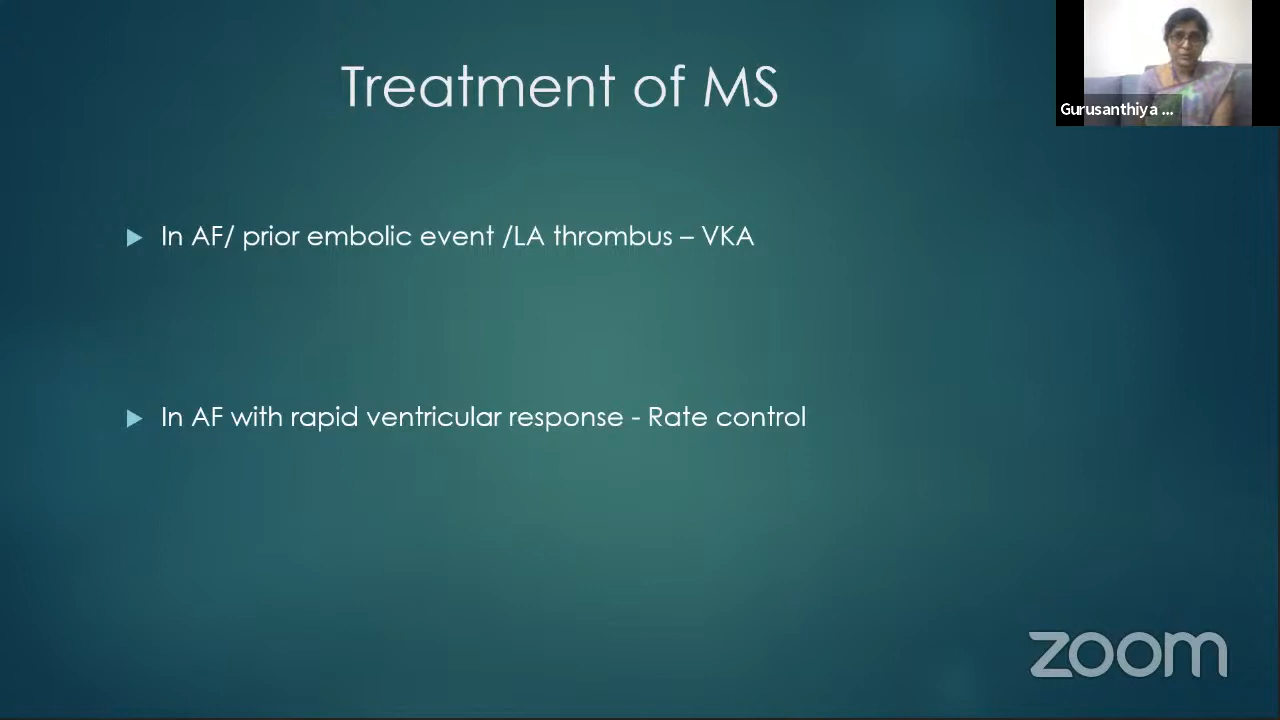 Treatment of MS
Gurusanthiya ...
In AF/ prior embolic event /LA thrombus – VKA
In AF with rapid ventricular response - Rate control
zoom